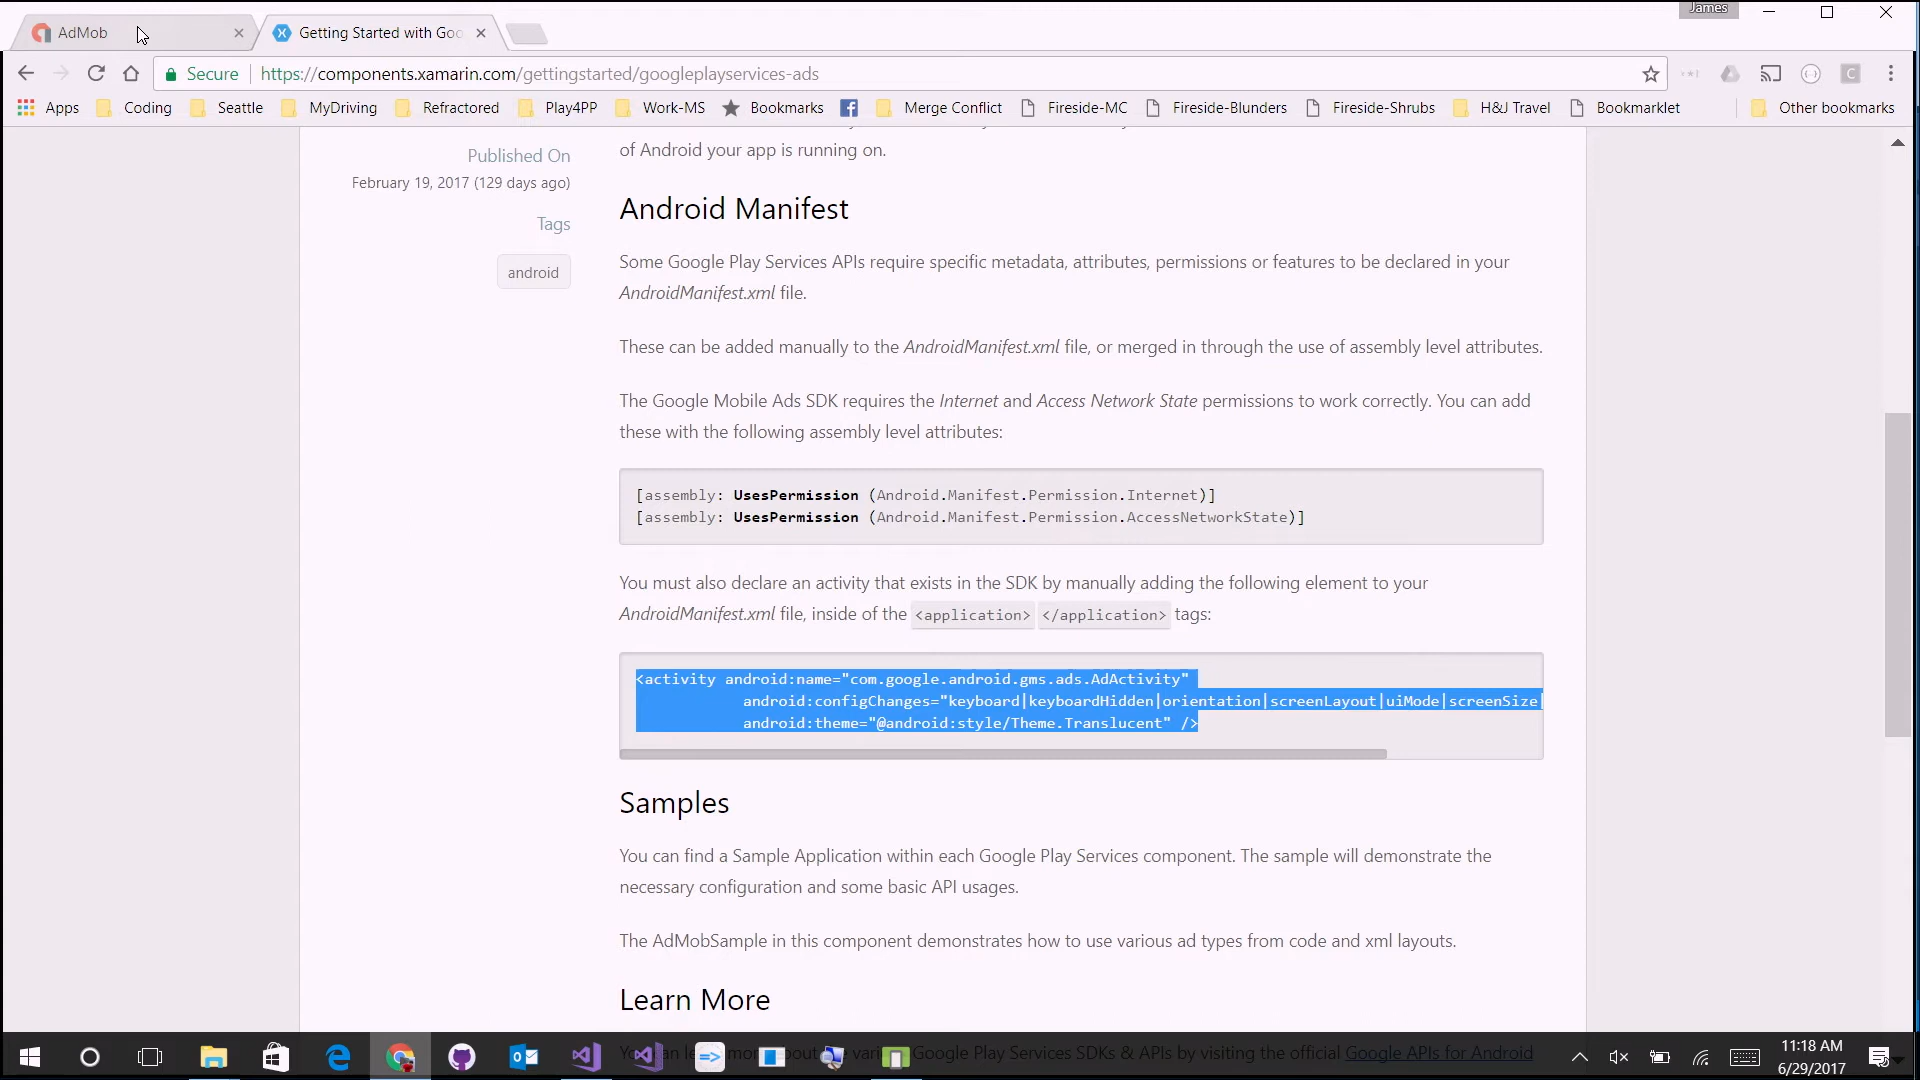 James
AdMob
Getting Started with Goo
Secure
https://components.xamarin.com/gettingstarted/googleplayservices-ads
Apps
Coding
Seattle
MyDriving
Refractored
Play4PP
Work-MS
Bookmarks
Merge Conflict
Fireside-MC
Fireside-Blunders
Fireside-Shrubs
H&J Travel
Bookmarklet
Other bookmarks
of Android your app is running on.
Published On
February 19, 2017 (129 days ago)
Tags
android
Android Manifest
Some Google Play Services APIs require specific metadata, attributes, permissions or features to be declared in your
AndroidManifest.xml file.
These can be added manually to the AndroidManifest.xml file, or merged in through the use of assembly level attributes.
The Google Mobile Ads SDK requires the Internet and Access Network State permissions to work correctly. You can add
these with the following assembly level attributes:
[assembly: UsesPermission (Android.Manifest.Permission.Internet)]
[assembly: UsesPermission (Android.Manifest.Permission.AccessNetworkState)]
You must also declare an activity that exists in the SDK by manually adding the following element to your
AndroidManifest.xml file, inside of the <application> </application> tags:
<activity android:name="com.google.android.gms.ads.AdActivity"
android:configChanges="keyboard|keyboardHidden|orientation|screenLayout|uiMode|screenSize|
android:theme="@android:style/Theme.Translucent" />
Samples
You can find a Sample Application within each Google Play Services component. The sample will demonstrate the
necessary configuration and some basic API usages.
The AdMobSample in this component demonstrates how to use various ad types from code and xml layouts.
Learn More
Google Play Services SDKs & APIs by visiting the official Google APIs for Android
11:18 AM
6/29/2017